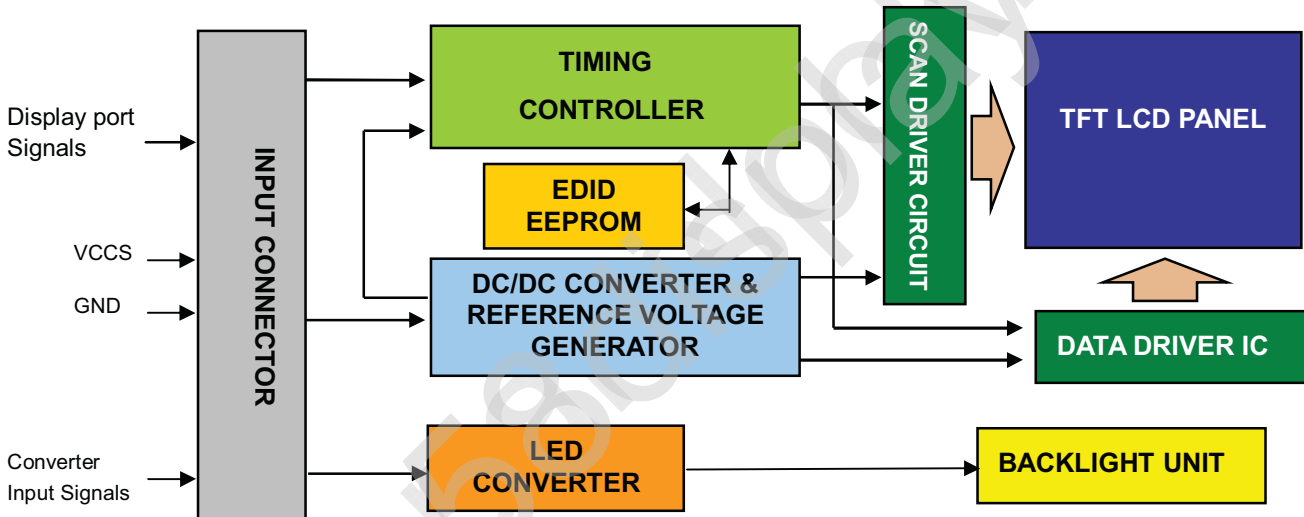 Display port
Signals
VCCS
GND
Converter
Input Signals
INPUT CONNECTOR
TIMING
CONTROLLER
EDID
EEPROM
DC/DC CONVERTER &
REFERENCE VOLTAGE
GENERATOR
LED
CONVERTER
SCAN DRIVER CIRCUIT
TFT LCD PANEL
DATA DRIVER IC
BACKLIGHT UNIT